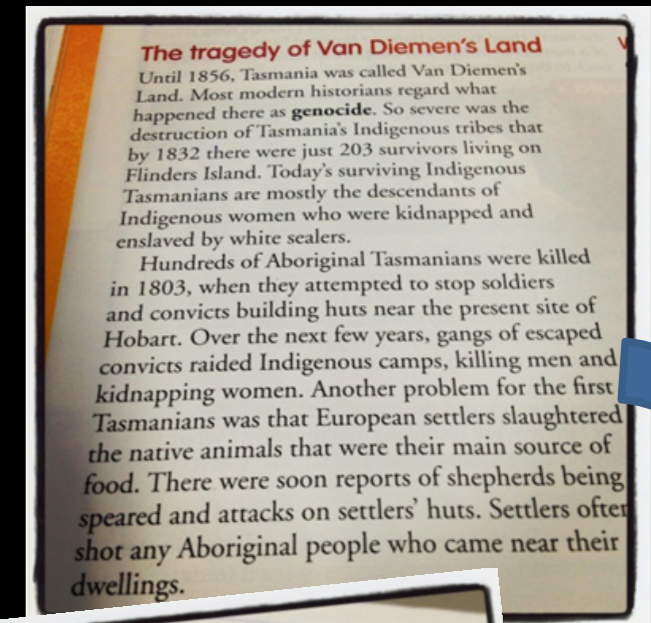 The tragedy of Van Diemen's Land
Until 1856, Tasmania was called Van Diemen's
Land. Most modern historians regard what
happened there as genocide. So severe was the
destruction of Tasmania's Indigenous tribes that
by 1832 there were just 203 survivors living on
Flinders Island. Today's surviving Indigenous
Tasmanians are mostly the descendants of
Indigenous women who were kidnapped and
enslaved by white sealers.
Hundreds of Aboriginal Tasmanians were killed
in 1803, when they attempted to stop soldiers
and convicts building huts near the present site of
Hobart. Over the next few years, gangs of escaped
convicts raided Indigenous camps, killing men and
kidnapping women. Another problem for the first
Tasmanians was that European settlers slaughtered
the native animals that were their main source of
food. There were soon reports of shepherds being
speared and attacks on settlers' huts. Settlers often
shot any Aboriginal people who came near their
dwellings.